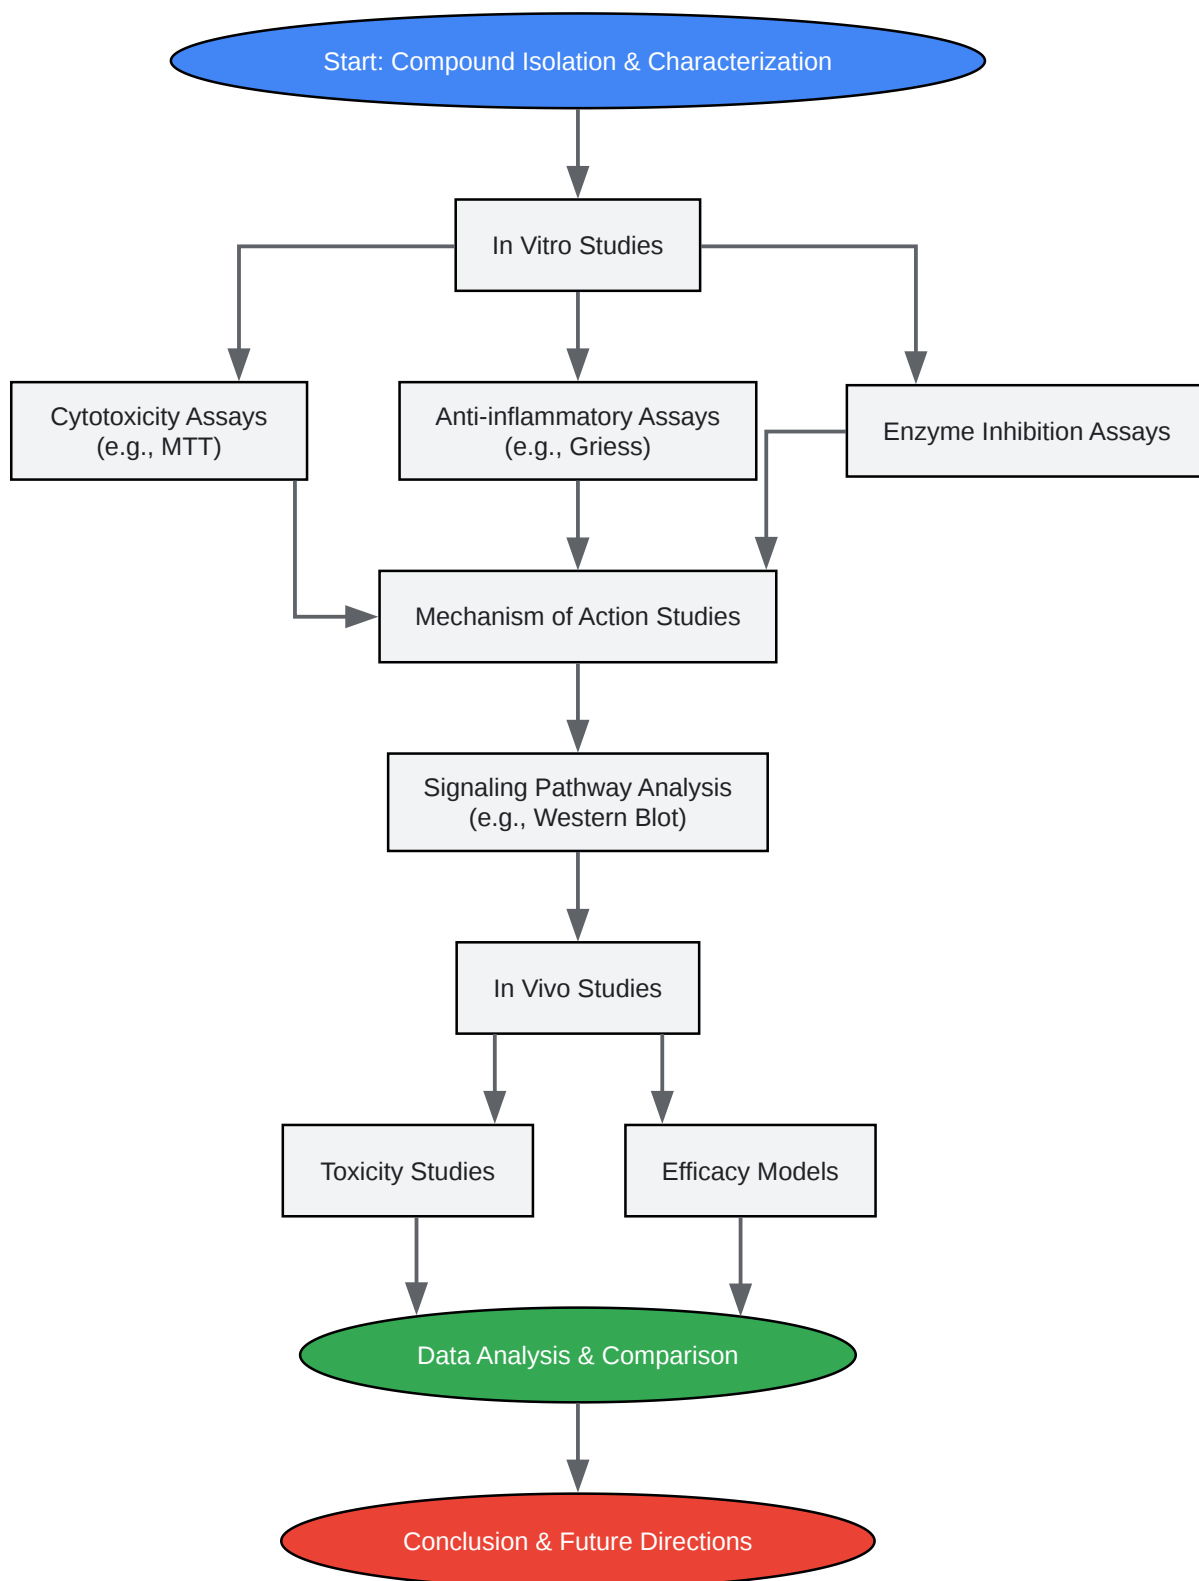 Start: Compound Isolation & Characterization
In Vitro Studies
Cytotoxicity Assays
(e.g., MTT)
Anti-inflammatory Assays
(e.g., Griess)
Enzyme Inhibition Assays
Mechanism of Action Studies
Signaling Pathway Analysis
(e.g., Western Blot)
In Vivo Studies
Toxicity Studies
Efficacy Models
Data Analysis & Comparison
Conclusion & Future Directions